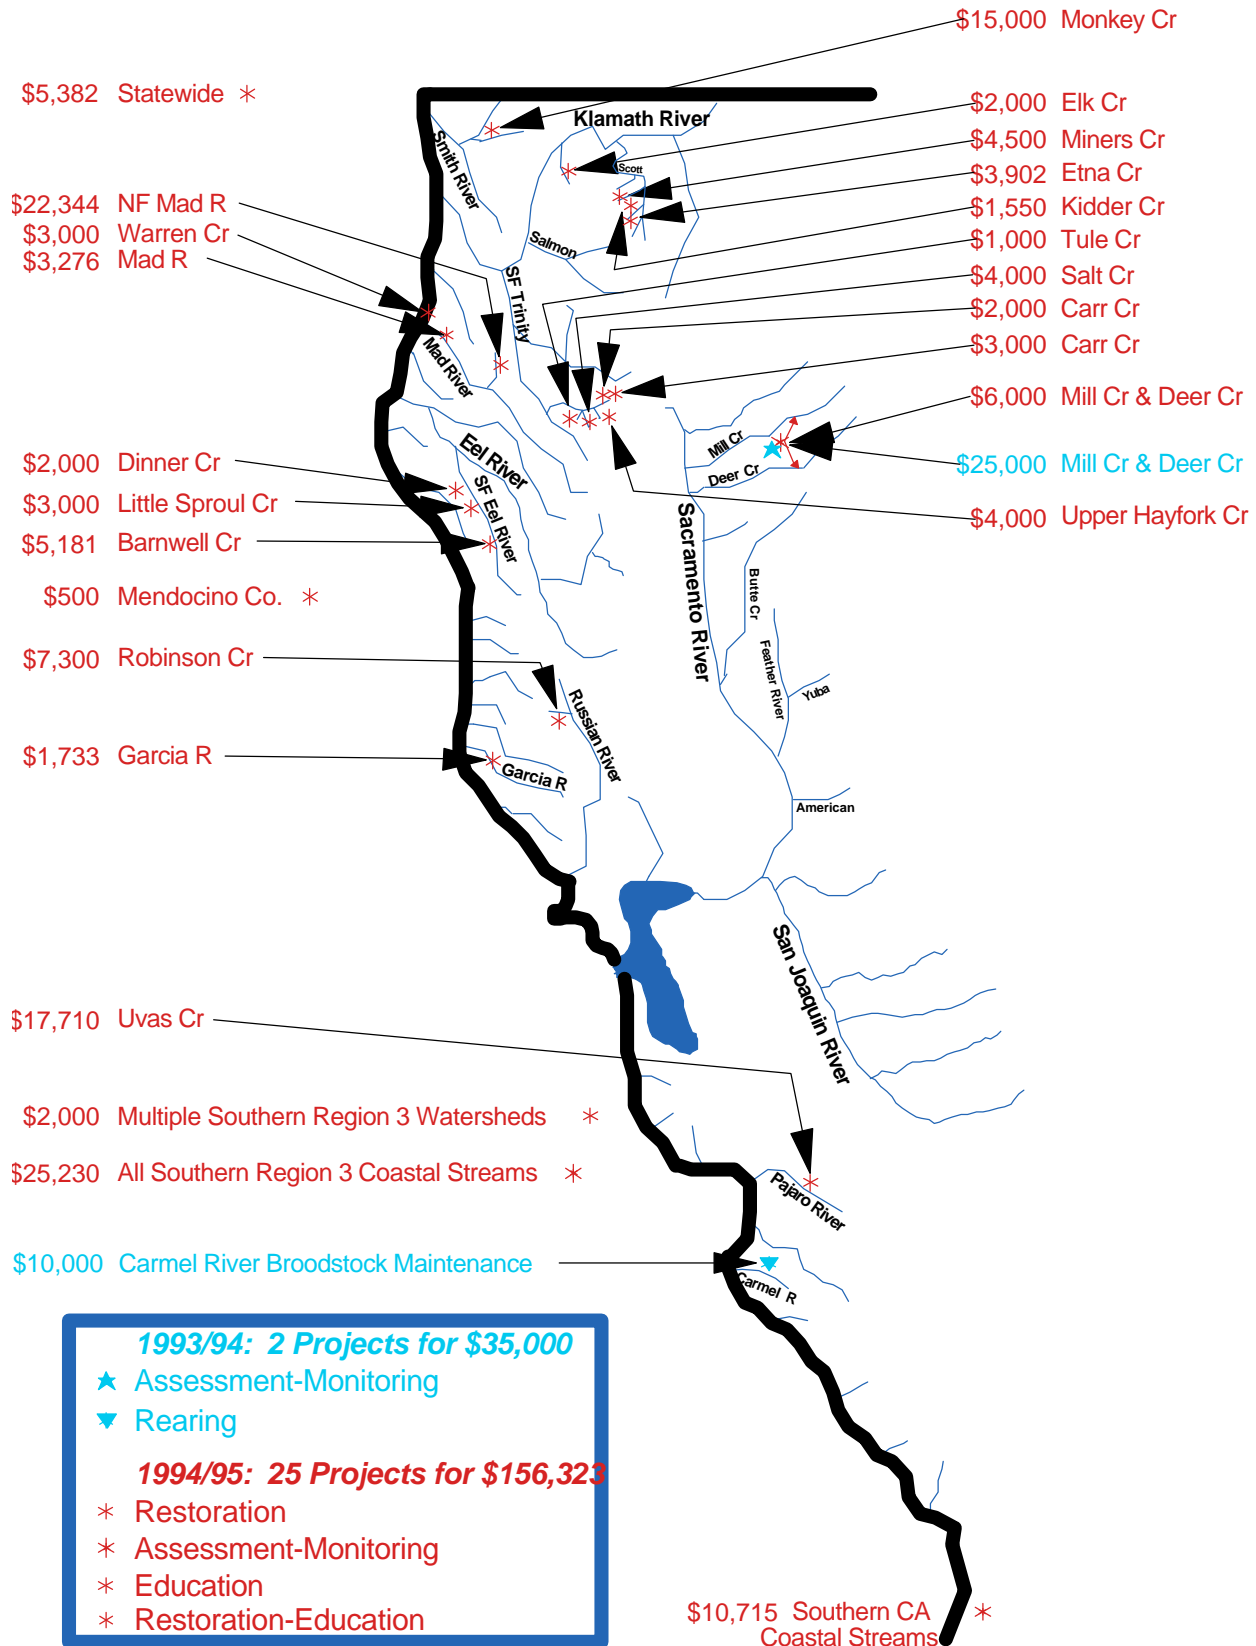 $15,000 Monkey Cr
$5,382 Statewide
$2,000 Elk Cr
Klamath River
$4,500 Miners Cr
Smith River
Scott
$3,902 Etna Cr
$22,344 NF Mad R
$1,550 Kidder Cr
$3,000 Warren Cr
$1,000 Tule Cr
Salmon
$3,276 Mad R
$4,000 Salt Cr
SF Trinity
$2,000 Carr Cr
$3,000 Carr Cr
Mad River
$6,000 Mill Cr & Deer Cr
Mill Cr
$2,000 Dinner Cr
Eel River
$25,000 Mill Cr & Deer Cr
Deer Cr
$3,000 Little Sproul Cr
SF Eel River
$4,000 Upper Hayfork Cr
$5,181 Barnwell Cr
Sacramento River
$500 Mendocino Co.
Butte Cr
$7,300 Robinson Cr
Feather River
Yuba
Russian River
$1,733 Garcia R
Garcia R
American
San Joaquin River
$17,710 Uvas Cr
$2,000 Multiple Southern Region 3 Watersheds
$25,230 All Southern Region 3 Coastal Streams
Pajaro River
$10,000 Carmel River Broodstock Maintenance
Carmel R
1993/94: 2 Projects for $35,000
Assessment-Monitoring
Rearing
1994/95: 25 Projects for $156,323
Restoration
Assessment-Monitoring
Education
Restoration-Education
$10,715 Southern CA
Coastal Streams